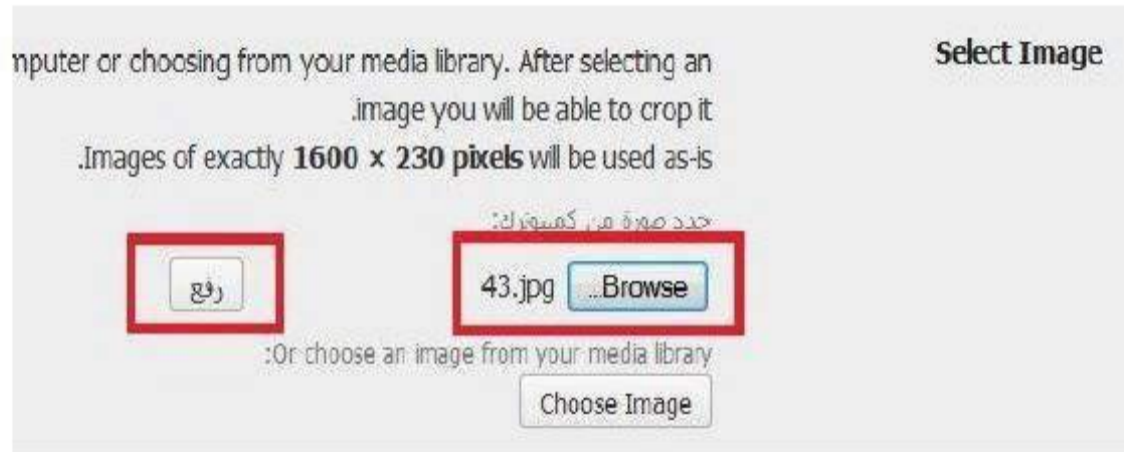 Select Image
mputer or choosing from your media library. After selecting an
.image you will be able to crop it
.Images of exactly 1600 × 230 pixels will be used as-is
حدد صورة من كمبيوترك:
43.jpg ...Browse
رفع
:Or choose an image from your media library
Choose Image